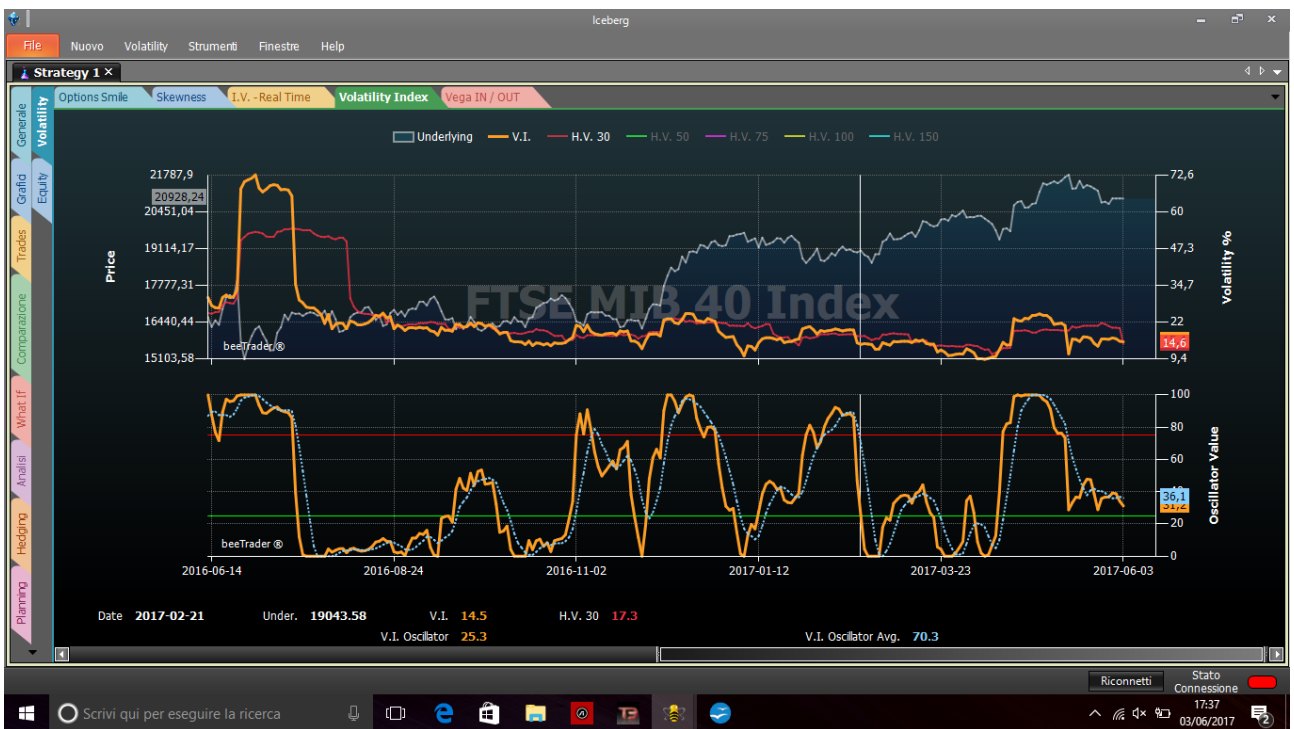 Iceberg
File Nuovo Volatility Strumenti Finestre Help
Strategy 1 ×
Options Smile Skewness I.V. -Real Time Volatility Index Vega IN / OUT
Generale
Volatility
Grafici
Equity
Trades
Comparazione
What If
Analisi
Hedging
Planning
Underlying V.I. H.V. 30 H.V. 50 H.V. 75 H.V. 100 H.V. 150
21787,9
20928,24
20451,04
19114,17
17777,31
16440,44
15103,58
Price
FTSE MIB 40 Index
beeTrader ®
72,6
60
47,3
34,7
22
14,6
9,4
Volatility %
100
80
60
40
36,1
31,2
20
0
Oscillator Value
beeTrader ®
2016-06-14 2016-08-24 2016-11-02 2017-01-12 2017-03-23 2017-06-03
Date 2017-02-21 Under. 19043.58 V.I. 14.5 H.V. 30 17.3
V.I. Oscillator 25.3 V.I. Oscillator Avg. 70.3
Riconnetti Stato
Connessione
Scrivi qui per eseguire la ricerca
17:37
03/06/2017
2